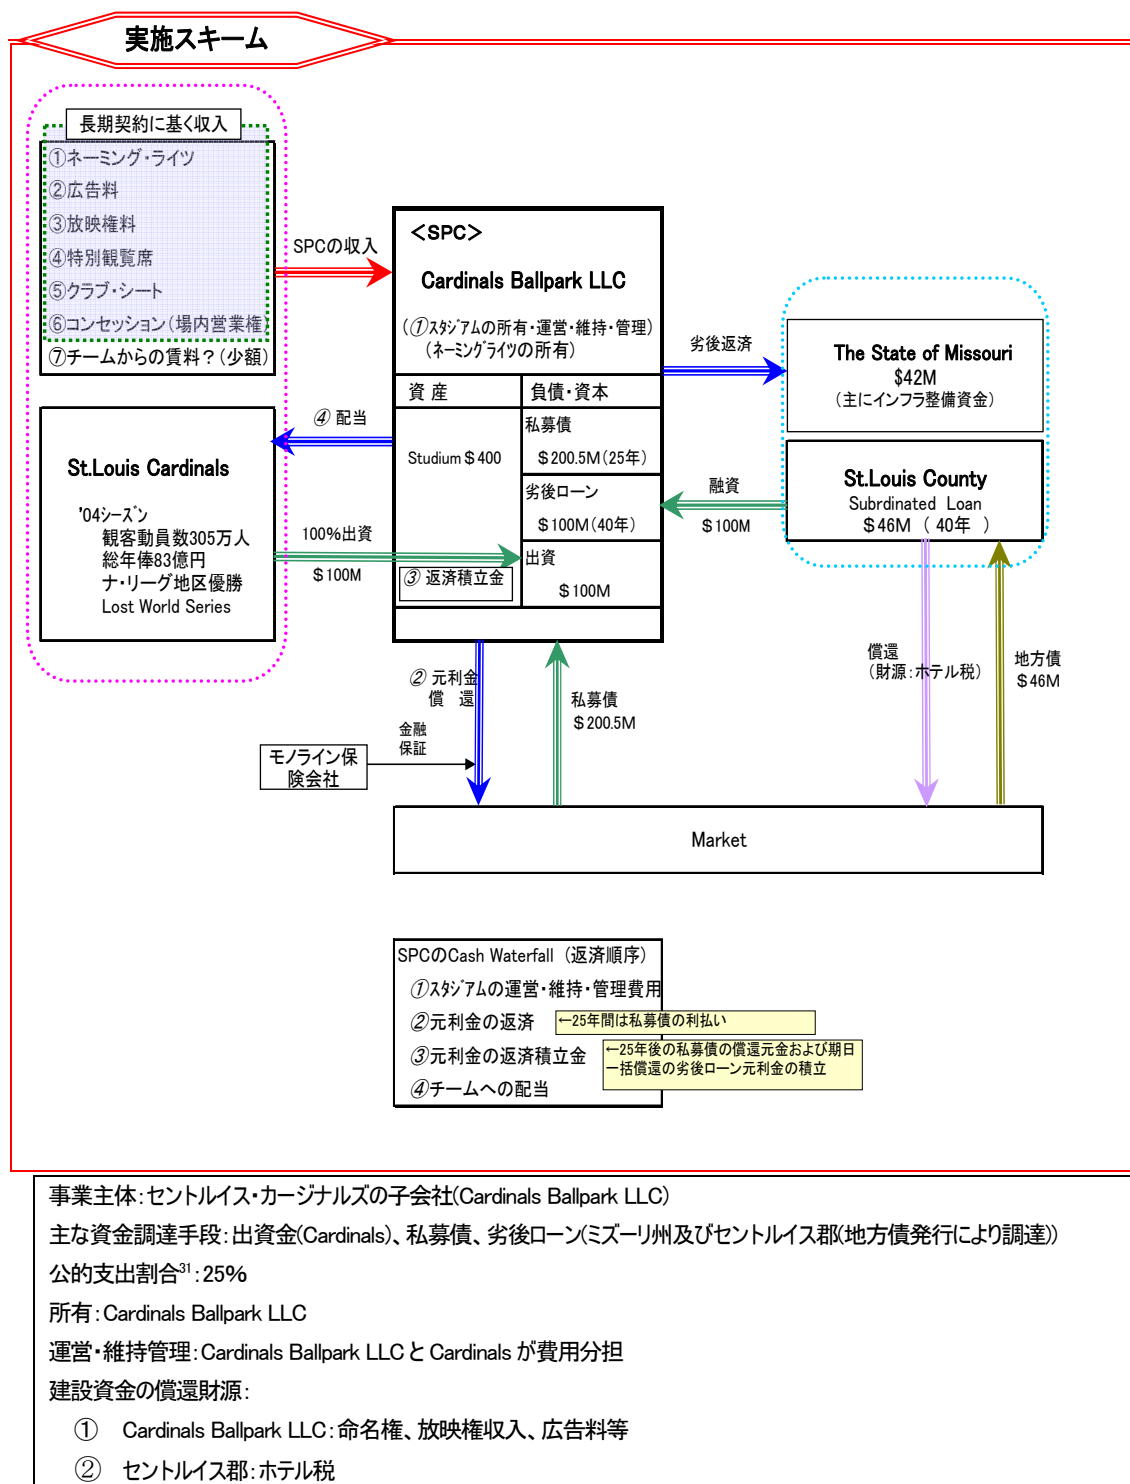 実施スキーム
長期契約に基く収入
①ネーミング・ライツ
②広告料
③放映権料
④特別観覧席
⑤クラブ・シート
⑥コンセッション(場内営業権)
⑦チームからの賃料?(少額)
SPCの収入
<SPC>
Cardinals Ballpark LLC
(①スタジアムの所有・運営・維持・管理)
(ネーミングライツの所有)
資 産
負債・資本
Studium$400
私募債
$200.5M(25年)
劣後ローン
$100M(40年)
出資
$100M
③ 返済積立金
劣後返済
The State of Missouri
$42M
(主にインフラ整備資金)
St.Louis County
Subrdinated Loan
$46M ( 40年 )
融資
$100M
④ 配当
St.Louis Cardinals
'04シーズン
観客動員数305万人
総年俸83億円
ナ・リーグ地区優勝
Lost World Series
100%出資
$100M
② 元利金
償 還
金融
保証
モノライン保
険会社
私募債
$200.5M
償還
(財源:ホテル税)
地方債
$46M
Market
SPCのCash Waterfall (返済順序)
①スタジアムの運営・維持・管理費用
②元利金の返済
←25年間は私募債の利払い
③元利金の返済積立金
←25年後の私募債の償還元金および期日
一括償還の劣後ローン元利金の積立
④チームへの配当
事業主体:セントルイス・カージナルズの子会社(Cardinals Ballpark LLC)
主な資金調達手段:出資金(Cardinals)、私募債、劣後ローン(ミズーリ州及びセントルイス郡(地方債発行により調達))
公的支出割合31:25%
所有:Cardinals Ballpark LLC
運営・維持管理:Cardinals Ballpark LLC と Cardinals が費用分担
建設資金の償還財源:
① Cardinals Ballpark LLC:命名権、放映権収入、広告料等
② セントルイス郡:ホテル税